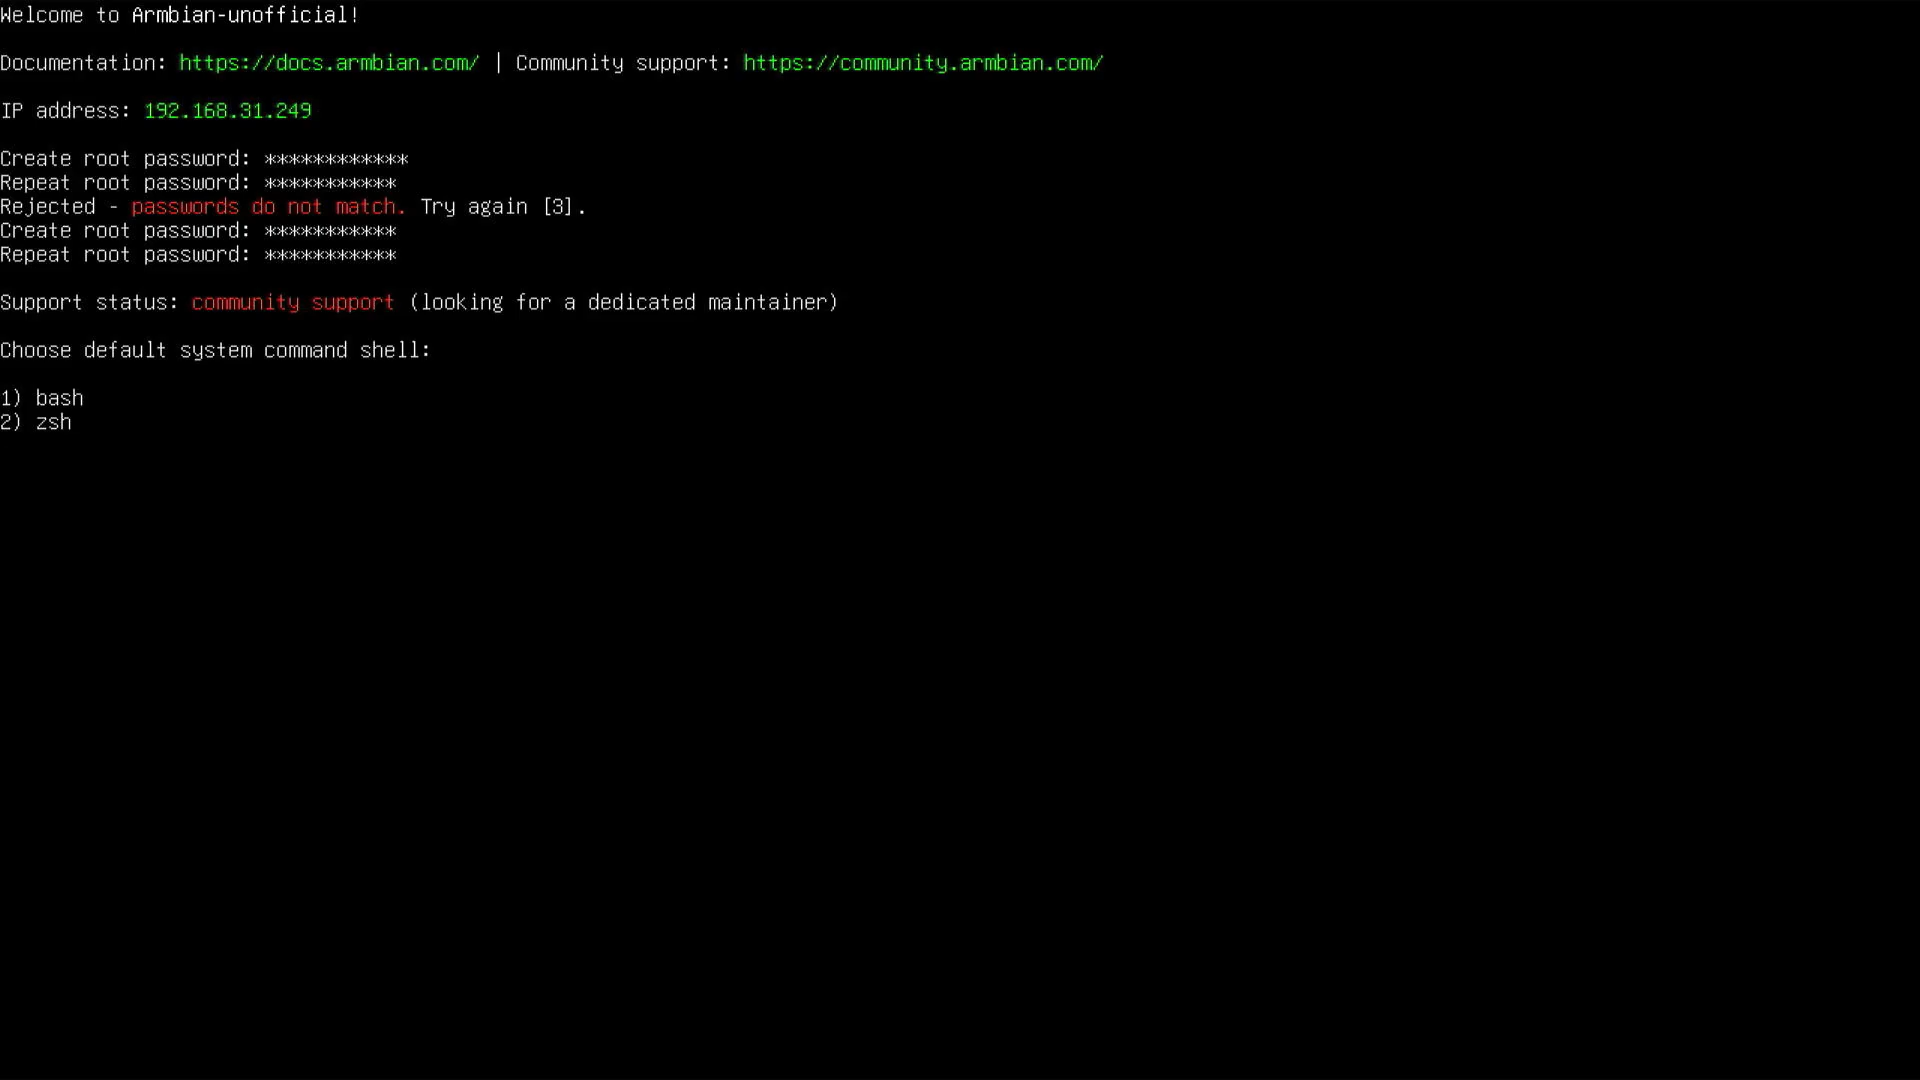 Welcome to Armbian-unofficial!
Documentation: https://docs.armbian.com/ | Community support: https://community.armbian.com/
IP address: 192.168.31.249
Create root password: ************
Repeat root password: ***********
Rejected - passwords do not match. Try again [3].
Create root password: ***********
Repeat root password: ***********
Support status: community support (looking for a dedicated maintainer)
Choose default system command shell:
1) bash
2) zsh